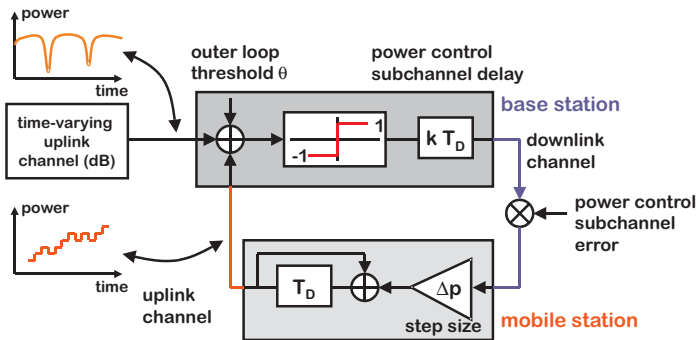 power
time
outer loop
threshold θ
power control
subchannel delay
base station
time-varying
uplink
channel (dB)
1
-1
k T_D
downlink
channel
power control
subchannel
error
power
time
uplink
channel
T_D
Δp
step size
mobile station